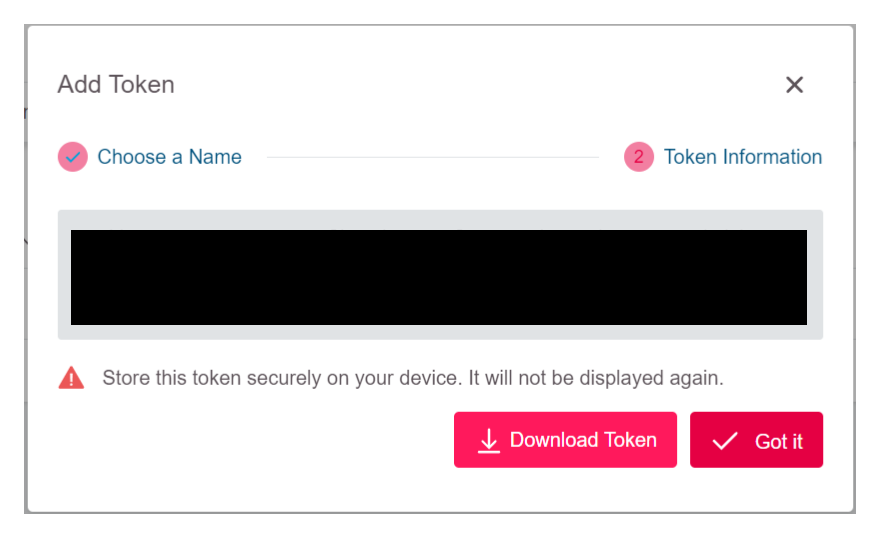 Add Token
Choose a Name
2 Token Information
Store this token securely on your device. It will not be displayed again.
Download Token
Got it